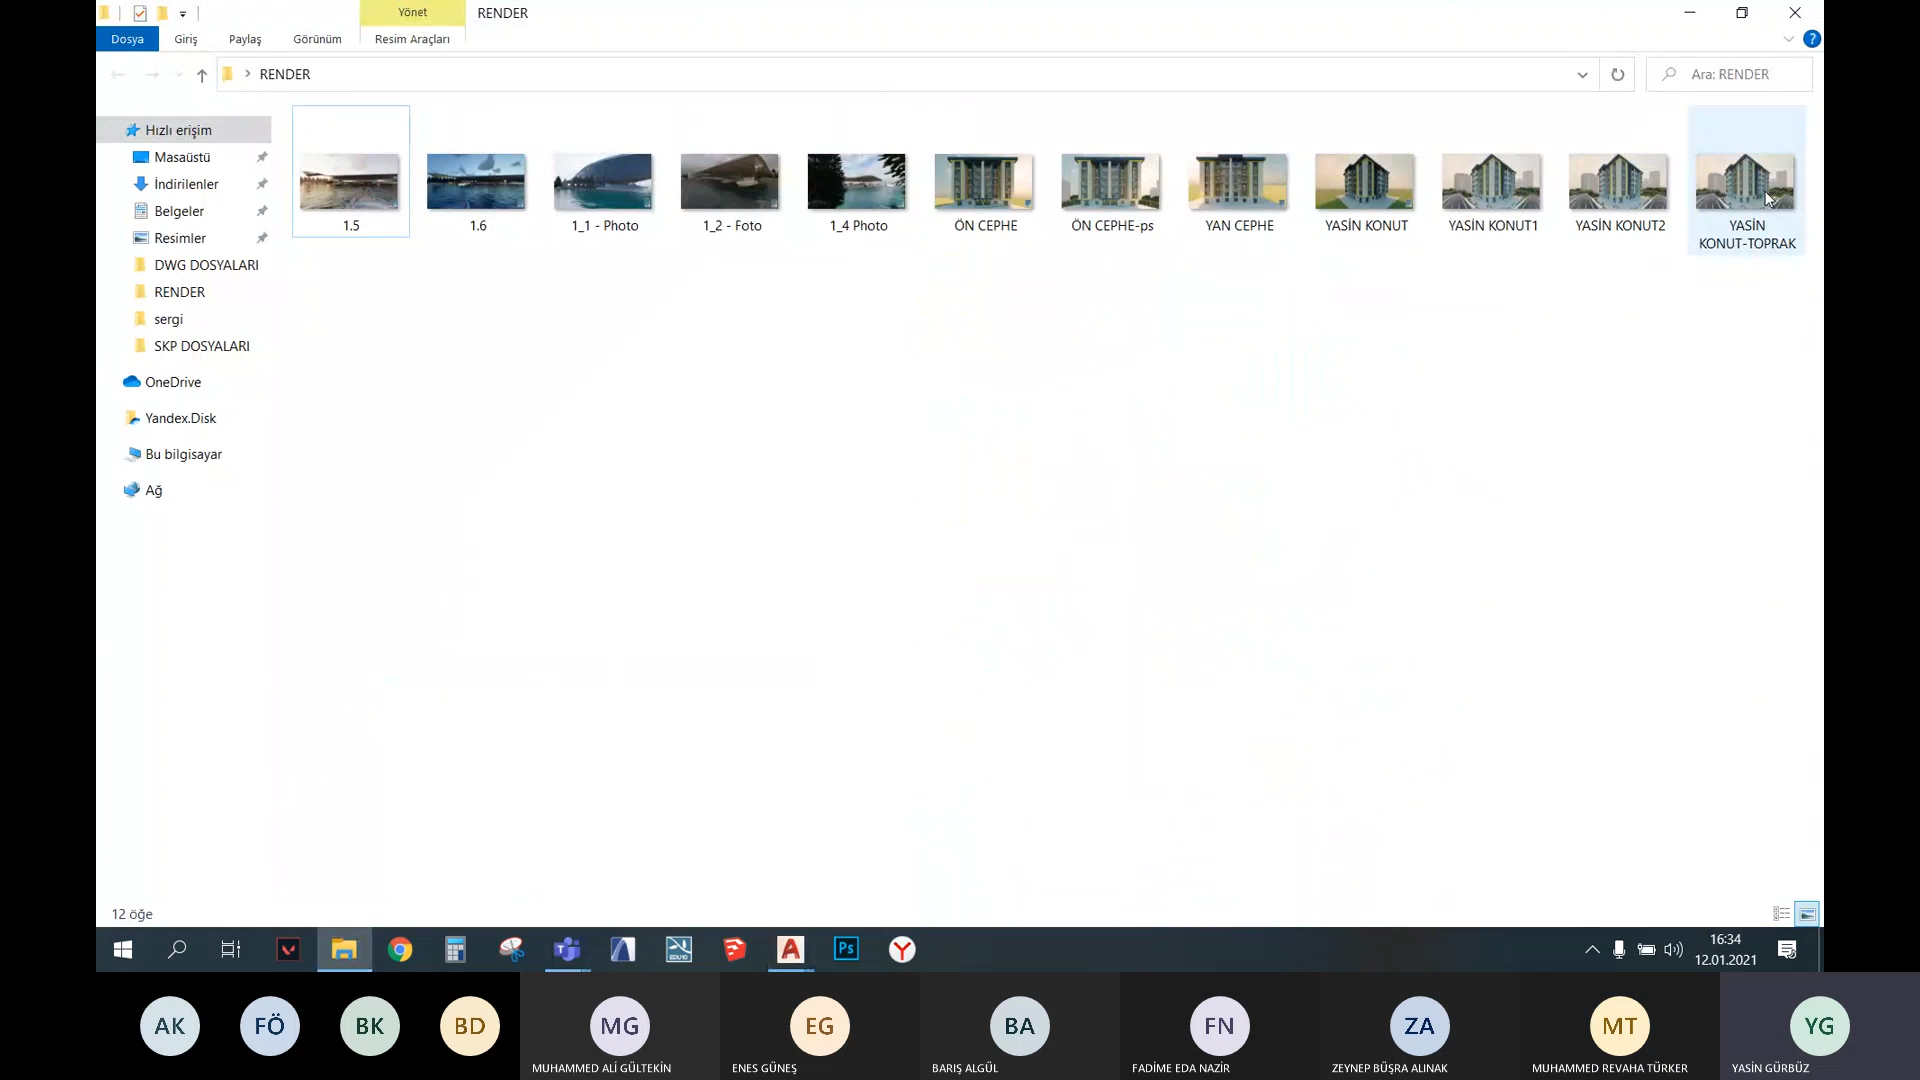 Yönet
RENDER
Dosya
Giriş
Paylaş
Görünüm
Resim Araçları
RENDER
Ara: RENDER
Hızlı erişim
Masaüstü
İndirilenler
Belgeler
Resimler
DWG DOSYALARI
RENDER
sergi
SKP DOSYALARI
OneDrive
Yandex.Disk
Bu bilgisayar
Ağ
1.5
1.6
1_1 - Photo
1_2 - Foto
1_4 Photo
ÖN CEPHE
ÖN CEPHE-ps
YAN CEPHE
YASİN KONUT
YASİN KONUT1
YASİN KONUT2
YASİN
KONUT-TOPRAK
12 öğe
EDU10
Ps
16:34
12.01.2021
AK
FÖ
BK
BD
MG
EG
BA
FN
ZA
MT
YG
MUHAMMED ALİ GÜLTEKİN
ENES GÜNEŞ
BARIŞ ALGÜL
FADİME EDA NAZİR
ZEYNEP BÜŞRA ALINAK
MUHAMMED REVAHA TÜRKER
YASİN GÜRBÜZ